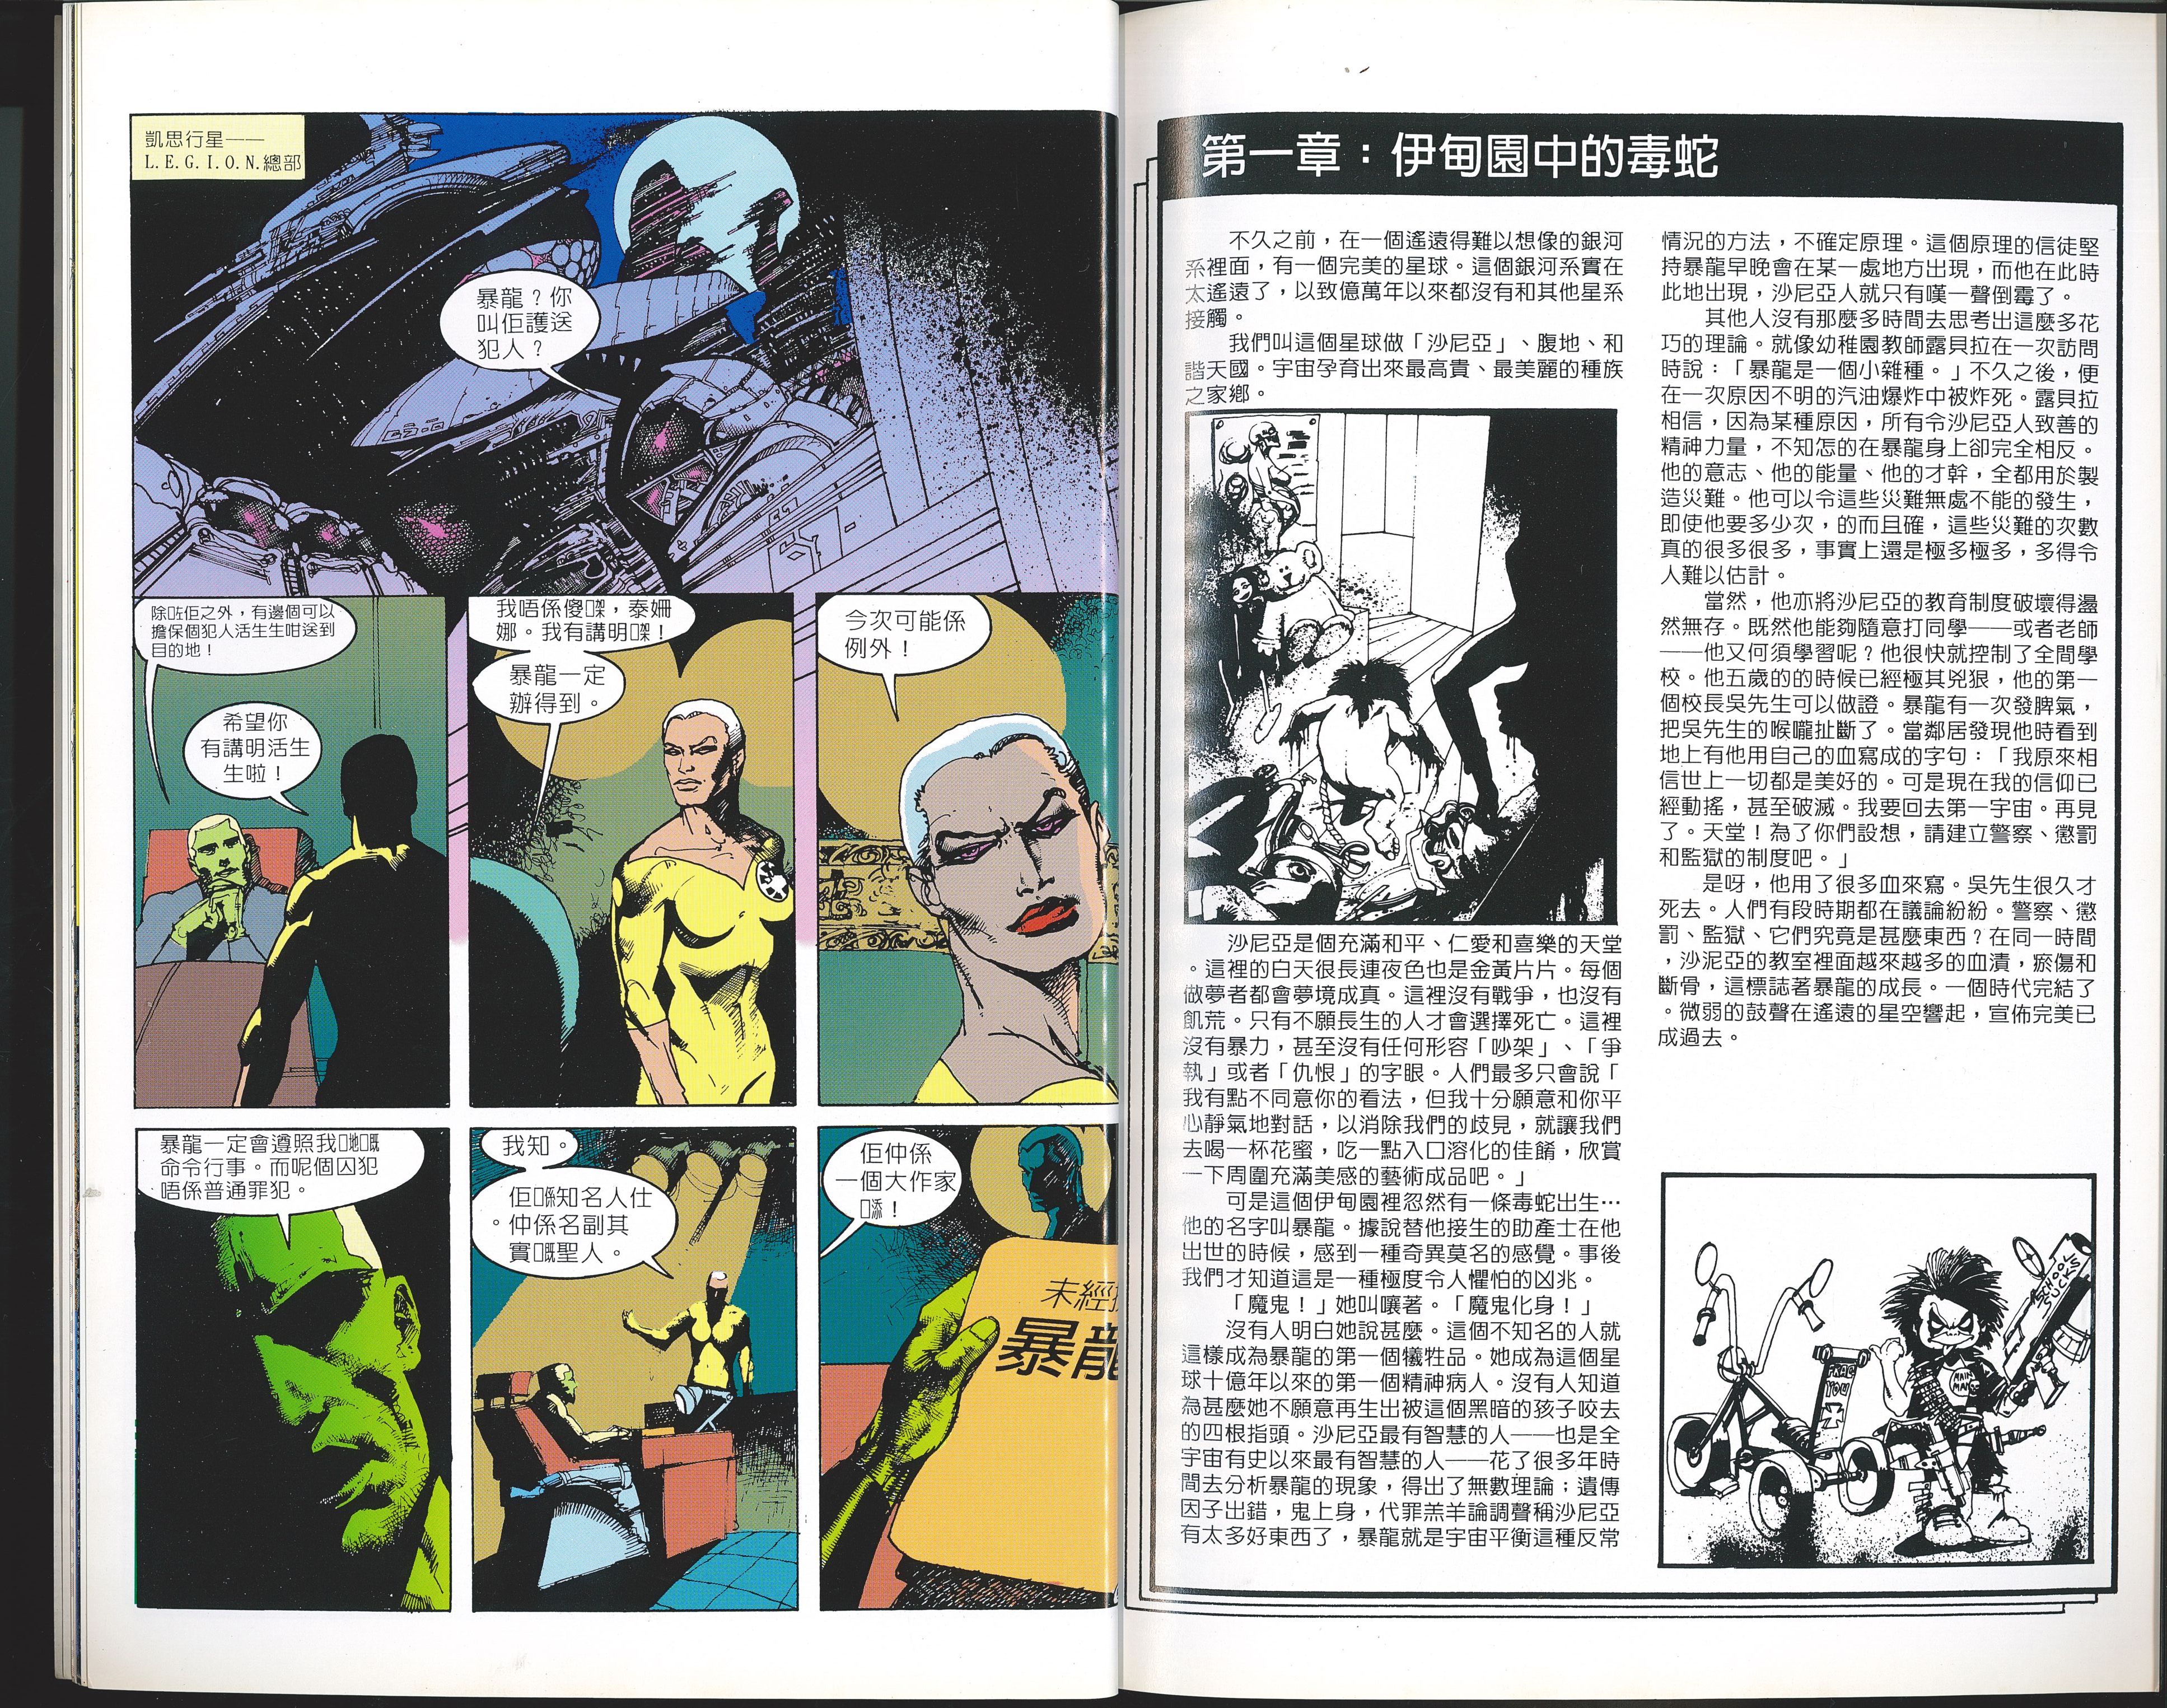 凱思行星——
L.E.G.I.O.N.總部
暴龍？你
叫佢護送
犯人？
除咗佢之外，有邊個可以
擔保個犯人活生生咁送到
目的地！
希望你
有講明活生
生啦！
我唔係傻㗎，泰姍
娜。我有講明㗎！
暴龍一定
辦得到。
今次可能係
例外！
暴龍一定會遵照我哋嘅
命令行事。而呢個囚犯
唔係普通罪犯。
我知。
佢喺知名人仕
。仲係名副其
實嘅聖人。
佢仲係
一個大作家
添！
未經
暴龍
第一章：伊甸園中的毒蛇
不久之前，在一個遙遠得難以想像的銀河
系裡面，有一個完美的星球。這個銀河系實在
太遙遠了，以致億萬年以來都沒有和其他星系
接觸。
我們叫這個星球做「沙尼亞」、腹地、和
諧天國。宇宙孕育出來最高貴、最美麗的種族
之家鄉。
沙尼亞是個充滿和平、仁愛和喜樂的天堂
。這裡的白天很長連夜色也是金黃片片。每個
做夢者都會夢境成真。這裡沒有戰爭，也沒有
飢荒。只有不願長生的人才會選擇死亡。這裡
沒有暴力，甚至沒有任何形容「吵架」、「爭
執」或者「仇恨」的字眼。人們最多只會說「
我有點不同意你的看法，但我十分願意和你平
心靜氣地對話，以消除我們的歧見，就讓我們
去喝一杯花蜜，吃一點入口溶化的佳餚，欣賞
一下周圍充滿美感的藝術成品吧。」
可是這個伊甸園裡忽然有一條毒蛇出生⋯
他的名字叫暴龍。據說替他接生的助產士在他
出世的時候，感到一種奇異莫名的感覺。事後
我們才知道這是一種極度令人懼怕的凶兆。
「魔鬼！」她叫嚷著。「魔鬼化身！」
沒有人明白她說甚麼。這個不知名的人就
這樣成為暴龍的第一個犧牲品。她成為這個星
球十億年以來的第一個精神病人。沒有人知道
為甚麼她不願意再生出被這個黑暗的孩子咬去
的四根指頭。沙尼亞最有智慧的人——也是全
宇宙有史以來最有智慧的人——花了很多年時
間去分析暴龍的現象，得出了無數理論；遺傳
因子出錯，鬼上身，代罪羔羊論調聲稱沙尼亞
有太多好東西了，暴龍就是宇宙平衡這種反常
情況的方法，不確定原理。這個原理的信徒堅
持暴龍早晚會在某一處地方出現，而他在此時
此地出現，沙尼亞人就只有嘆一聲倒霉了。
其他人沒有那麼多時間去思考出這麼多花
巧的理論。就像幼稚園教師露貝拉在一次訪問
時說：「暴龍是一個小雜種。」不久之後，便
在一次原因不明的汽油爆炸中被炸死。露貝拉
相信，因為某種原因，所有令沙尼亞人致善的
精神力量，不知怎的在暴龍身上卻完全相反。
他的意志、他的能量、他的才幹，全都用於製
造災難。他可以令這些災難無處不能的發生，
即使他要多少次，的而且確，這些災難的次數
真的很多很多，事實上還是極多極多，多得令
人難以估計。
當然，他亦將沙尼亞的教育制度破壞得盪
然無存。既然他能夠隨意打同學——或者老師
——他又何須學習呢？他很快就控制了全間學
校。他五歲的的時候已經極其兇狠，他的第一
個校長吳先生可以做證。暴龍有一次發脾氣，
把吳先生的喉嚨扯斷了。當鄰居發現他時看到
地上有他用自己的血寫成的字句：「我原來相
信世上一切都是美好的。可是現在我的信仰已
經動搖，甚至破滅。我要回去第一宇宙。再見
了。天堂！為了你們設想，請建立警察、懲罰
和監獄的制度吧。」
是呀，他用了很多血來寫。吳先生很久才
死去。人們有段時期都在議論紛紛。警察、懲
罰、監獄、它們究竟是甚麼東西？在同一時間
，沙泥亞的教室裡面越來越多的血漬，瘀傷和
斷骨，這標誌著暴龍的成長。一個時代完結了
。微弱的鼓聲在遙遠的星空響起，宣佈完美已
成過去。
SCHOOL
SUCKS
FRAG
YOU
MAIN
MAN